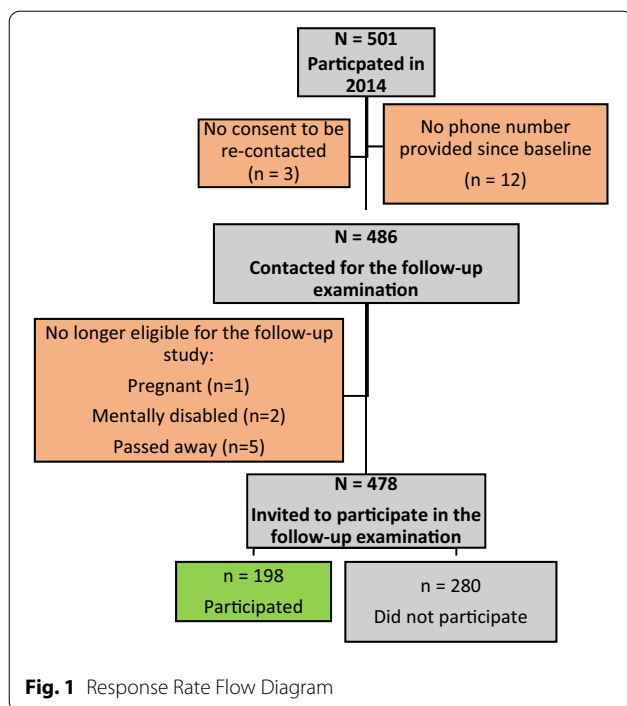 N = 501
Particpated in
2014
No consent to be
re-contacted
(n = 3)
No phone number
provided since baseline
(n = 12)
N = 486
Contacted for the follow-up
examination
No longer eligible for the follow-up
study:
Pregnant (n=1)
Mentally disabled (n=2)
Passed away (n=5)
N = 478
Invited to participate in the
follow-up examination
n = 198
Participated
n = 280
Did not participate
Fig. 1 Response Rate Flow Diagram